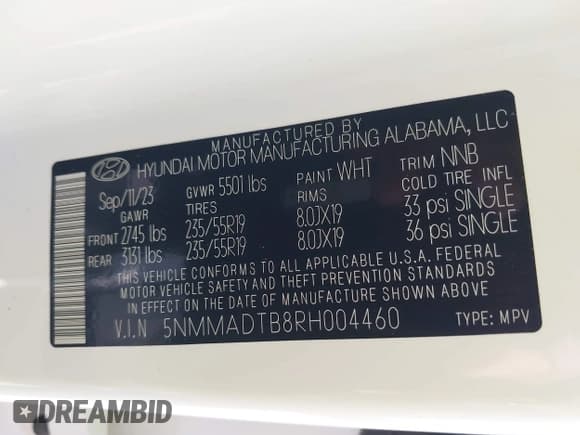 MANUFACTURED BY
HYUNDAI MOTOR MANUFACTURING ALABAMA, LLC
Sep/11/23 GVWR 5501 lbs PAINT WHT TRIM NNB
GAWR TIRES RIMS COLD TIRE INFL
FRONT 2745 lbs 235/55R19 8.0JX19 33 psi SINGLE
REAR 3131 lbs 235/55R19 8.0JX19 36 psi SINGLE
THIS VEHICLE CONFORMS TO ALL APPLICABLE U.S.A. FEDERAL
MOTOR VEHICLE SAFETY AND THEFT PREVENTION STANDARDS
IN EFFECT ON THE DATE OF MANUFACTURE SHOWN ABOVE.
V.I.N 5NMMADTB8RH004460 TYPE: MPV
DREAMBID